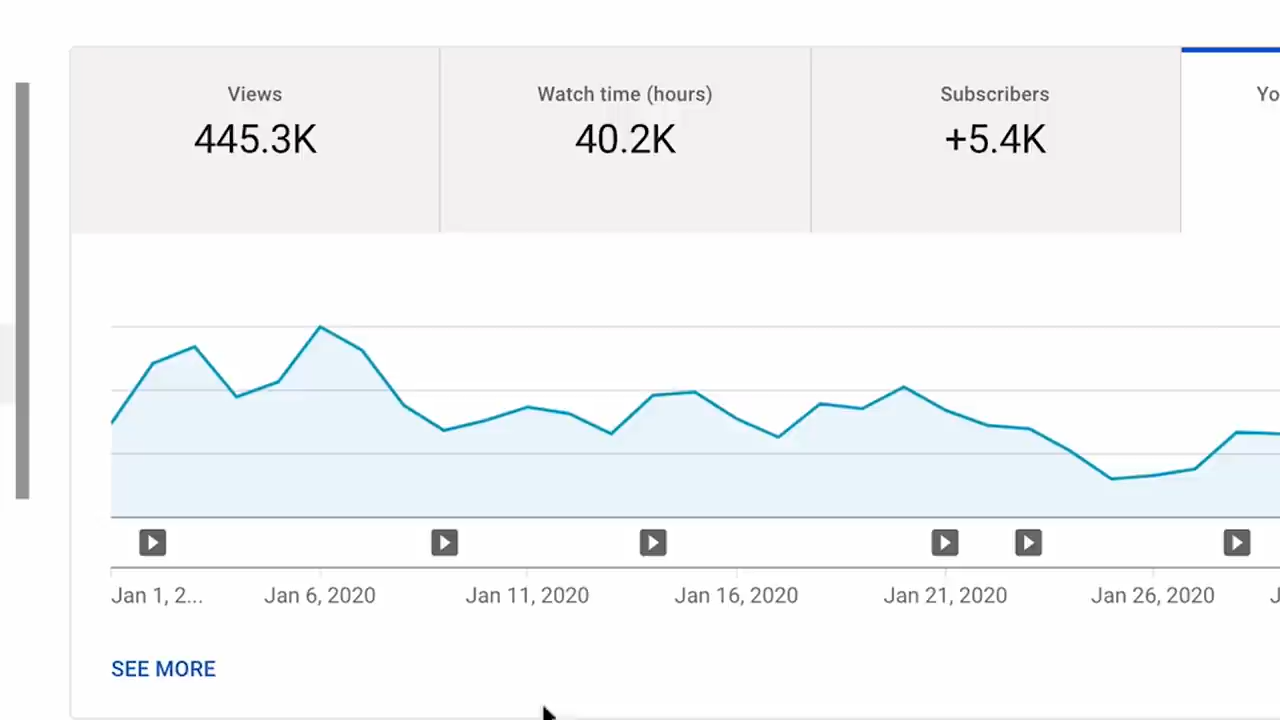 Views
Watch time (hours)
Subscribers
Yo
445.3K
40.2K
+5.4K
Jan 1, 2...
Jan 6, 2020
Jan 11, 2020
Jan 16, 2020
Jan 21, 2020
Jan 26, 2020
J
SEE MORE